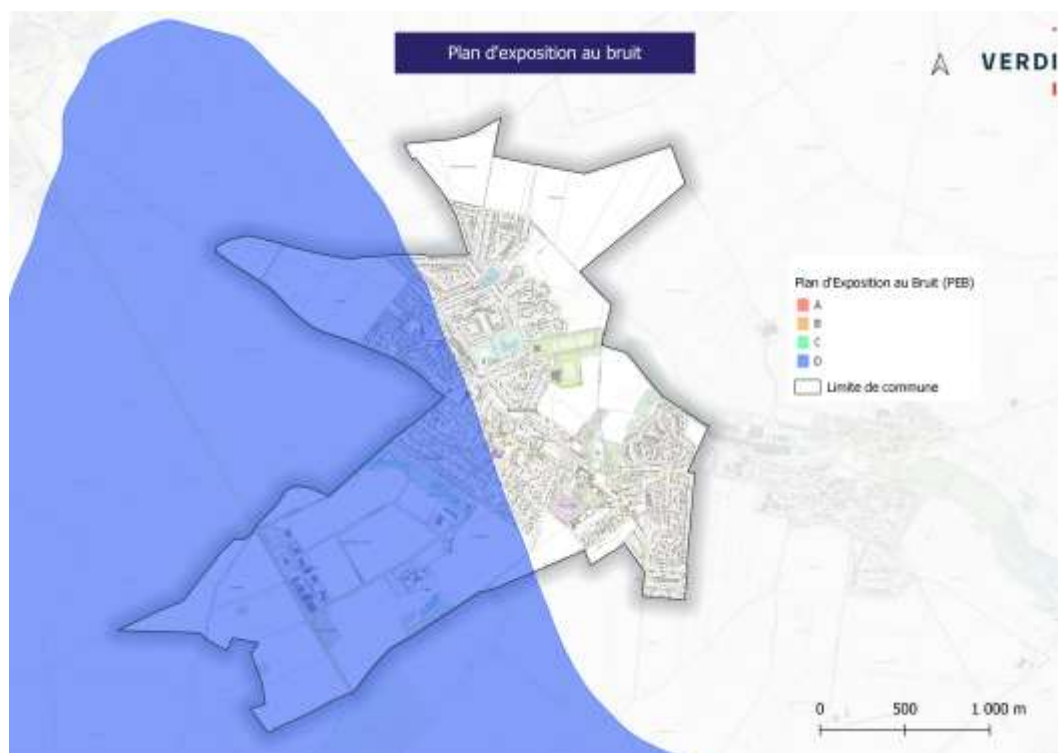 Plan d'exposition au bruit
VERDI
Plan d'Exposition au Bruit (PEB)
A
B
C
D
Limite de commune
0 500 1 000 m